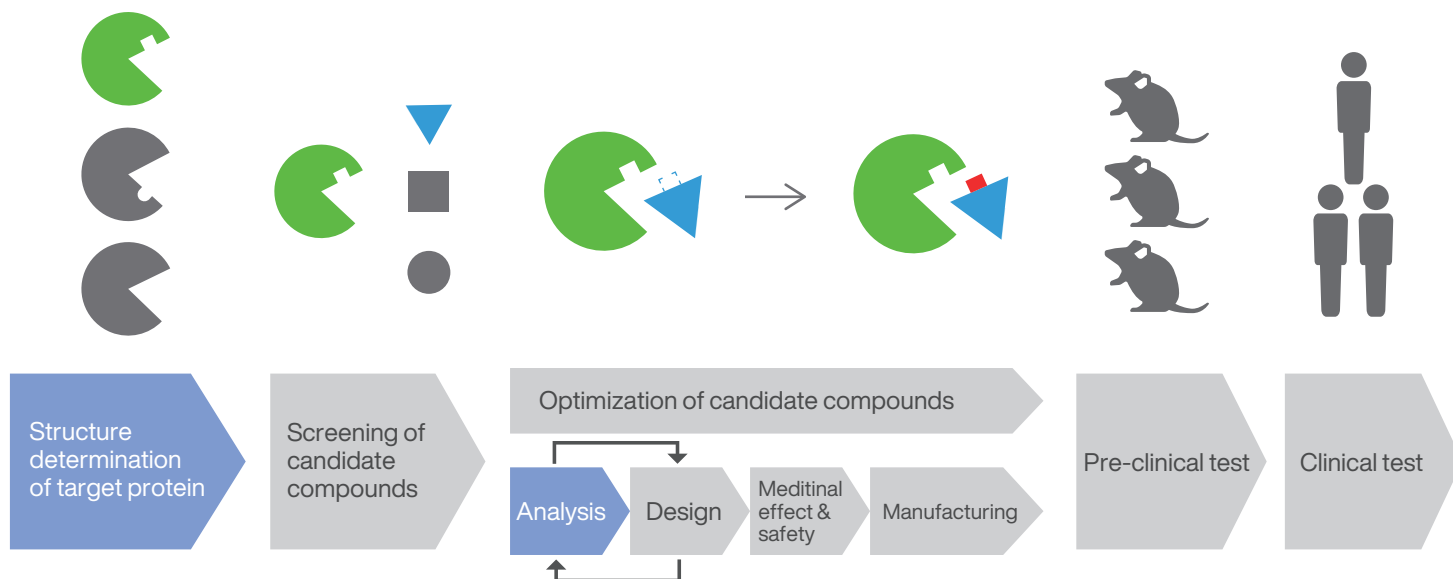 Structure
determination
of target protein
Screening of
candidate
compounds
Optimization of candidate compounds
Analysis
Design
Meditinal
effect &
safety
Manufacturing
Pre-clinical test
Clinical test